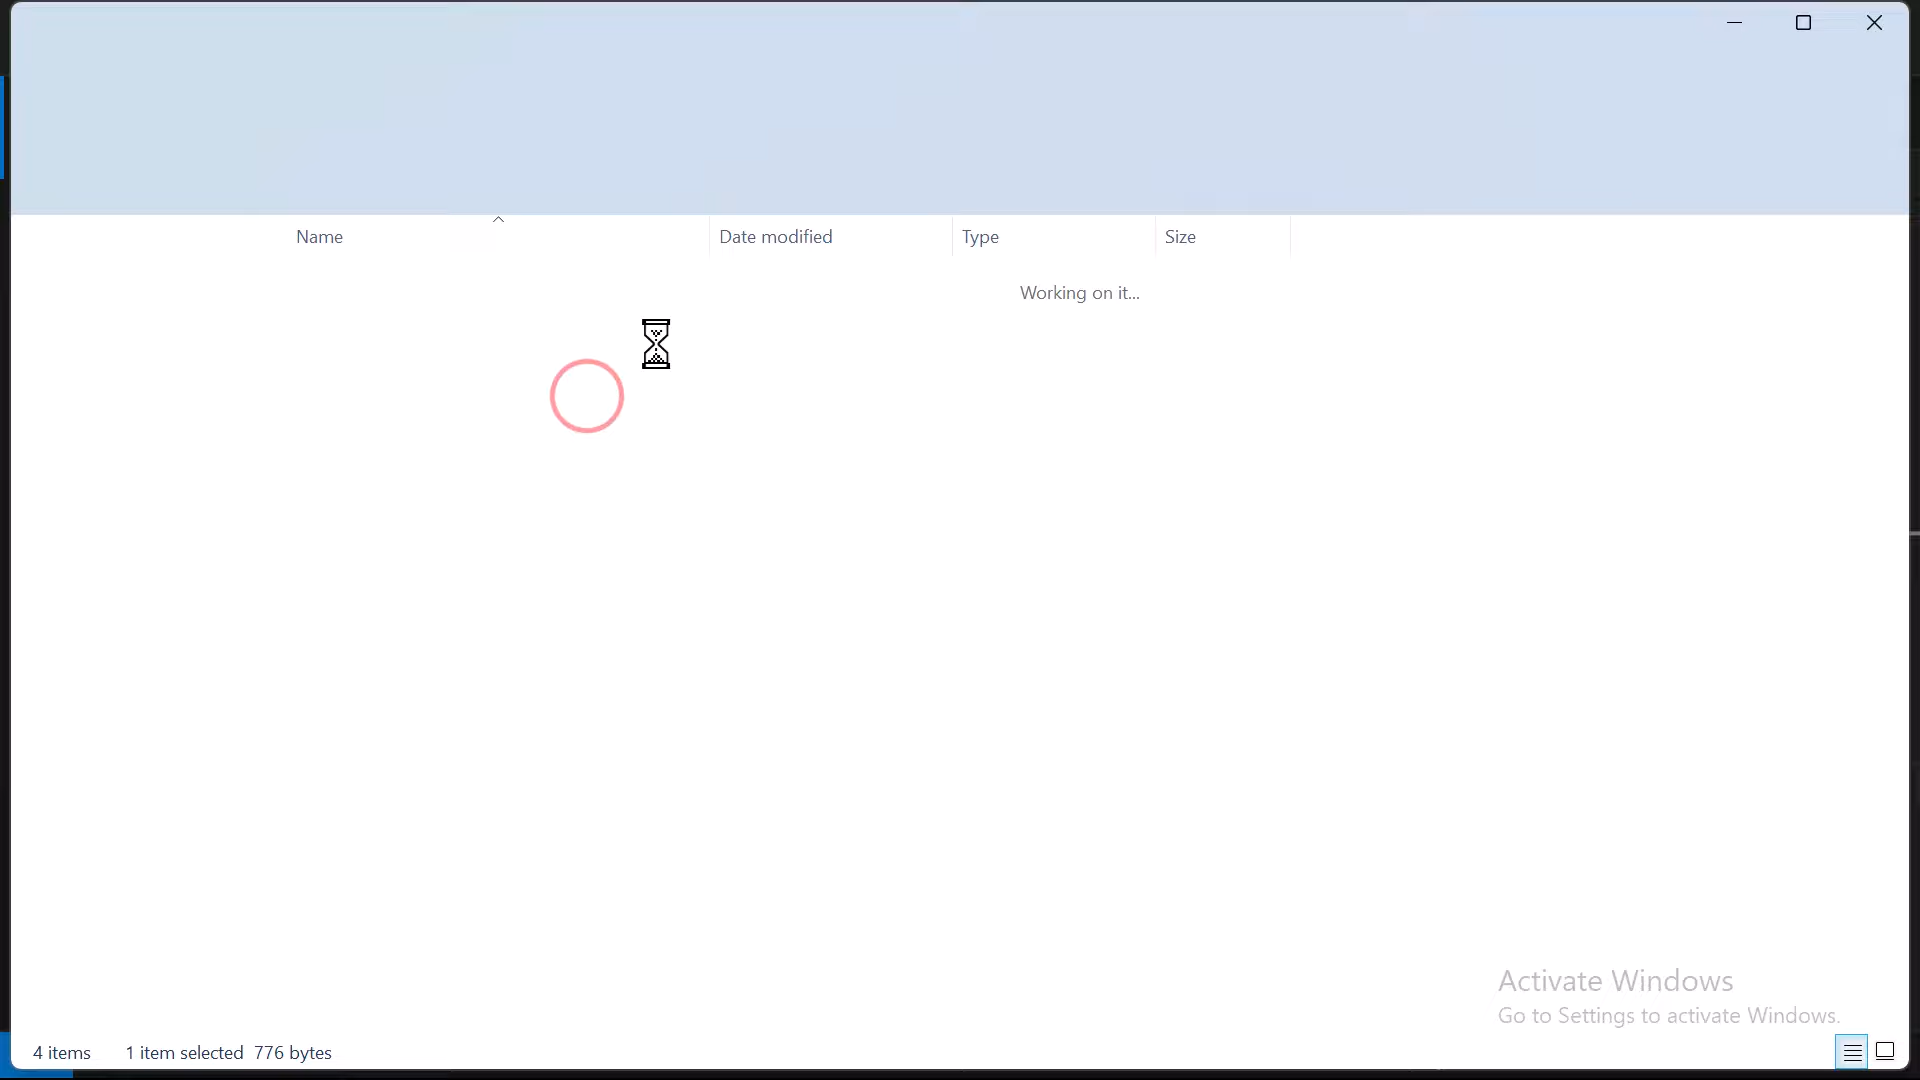 Name Date modified Type Size
Working on it...
Activate Windows
Go to Settings to activate Windows.
4 items 1 item selected 776 bytes